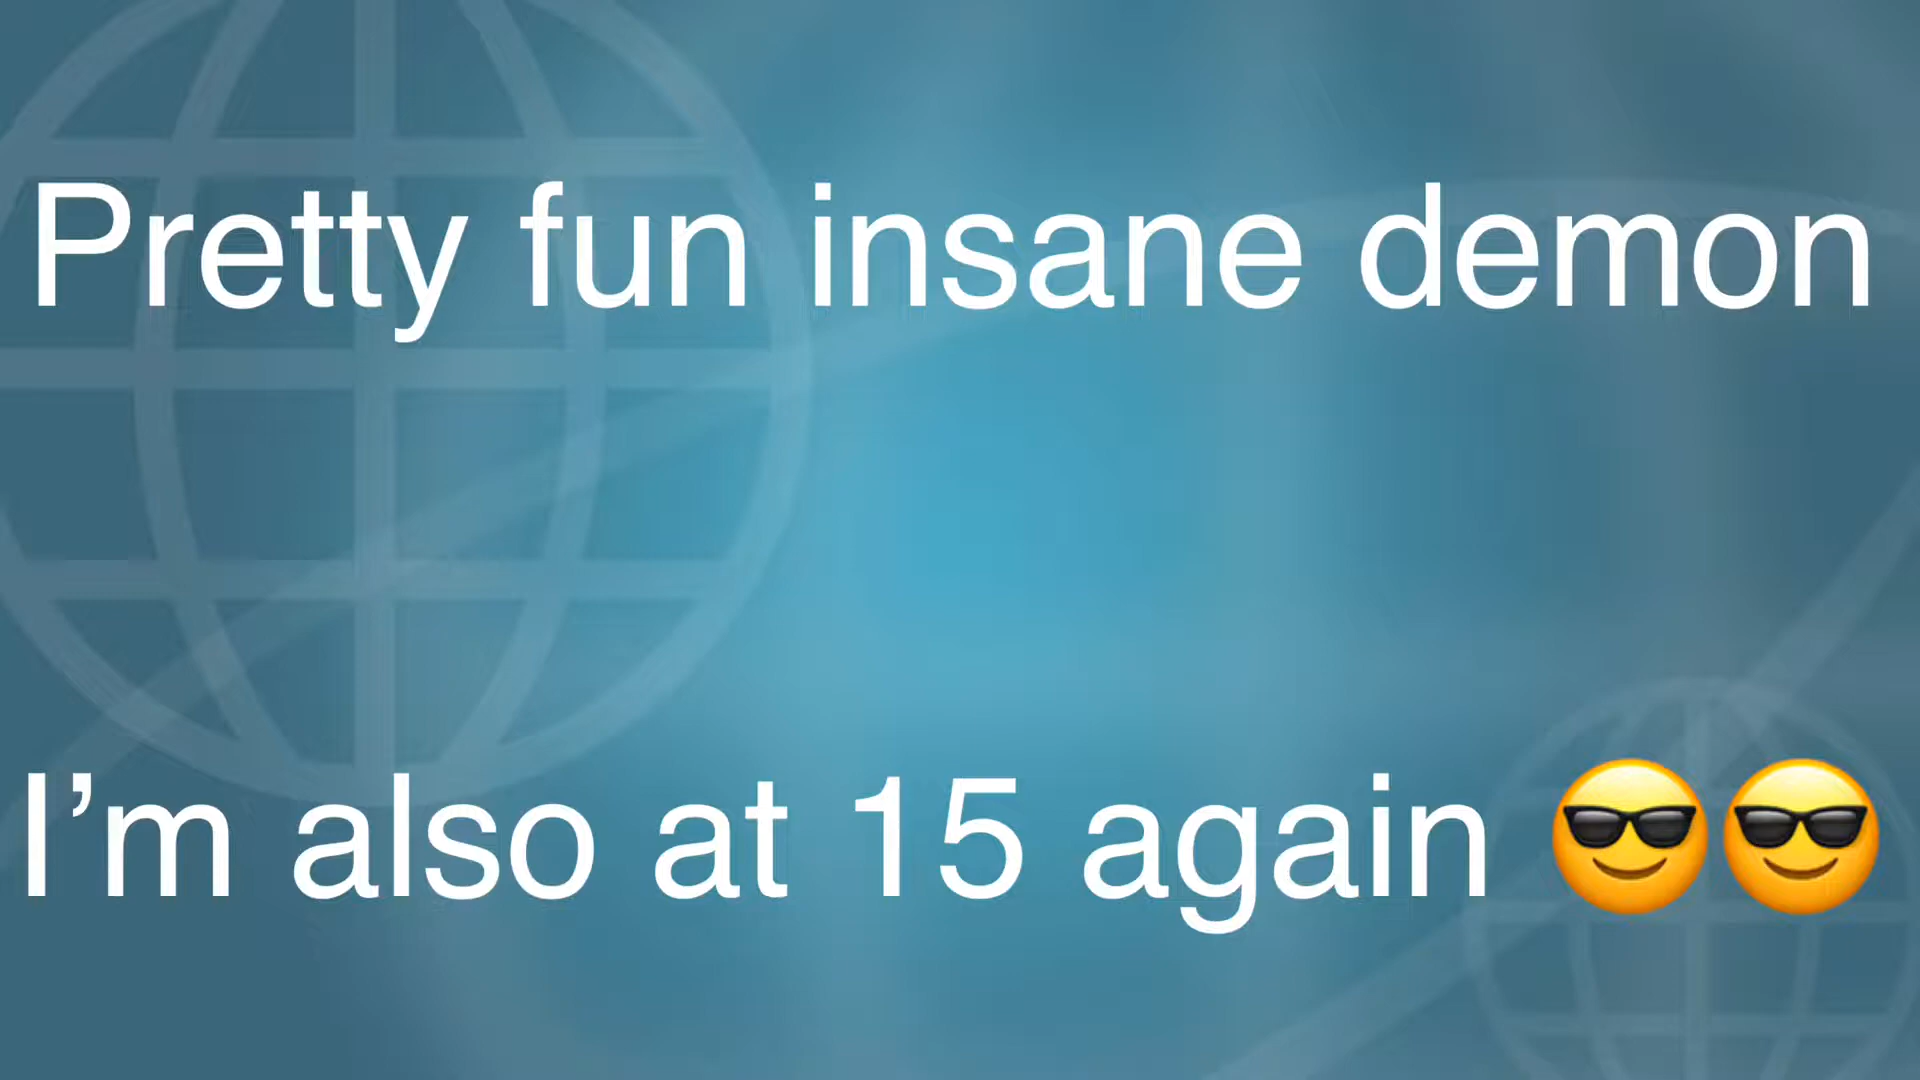 Pretty fun insane demon
I’m also at 15 again 😎😎